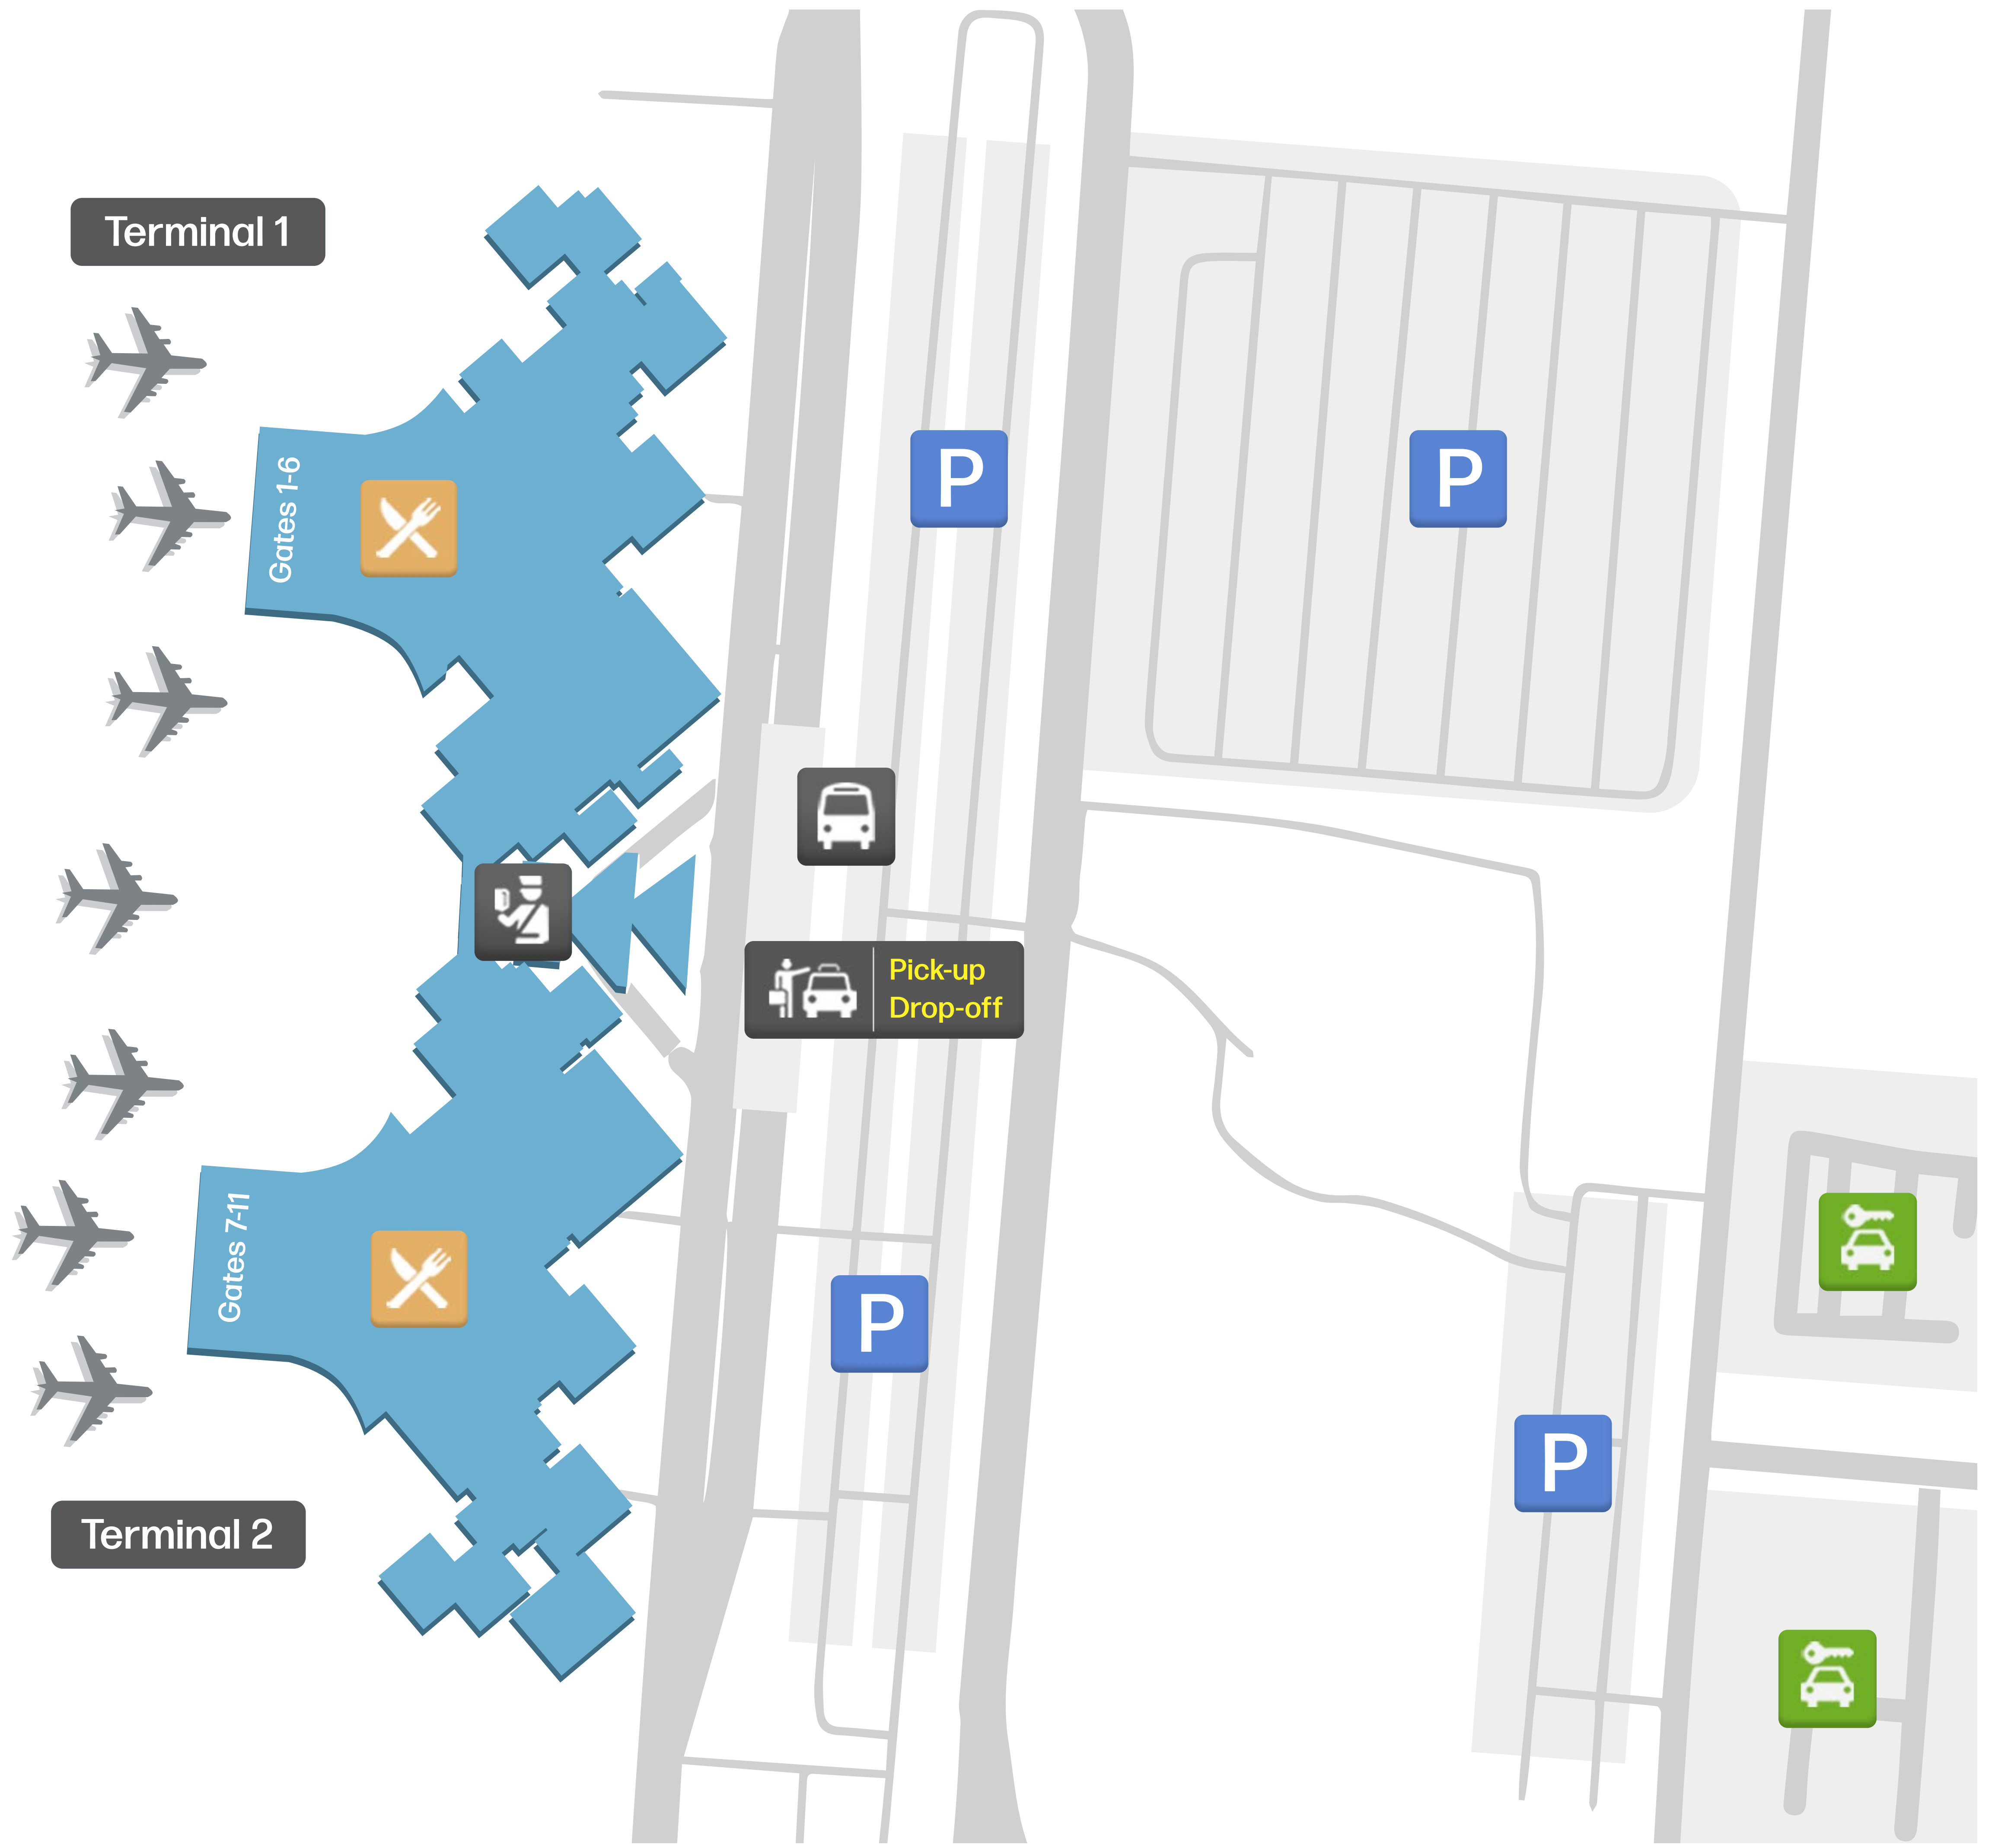 Terminal 1
Gates 1-6
P
P
Pick-up
Drop-off
Gates 7-11
P
P
Terminal 2